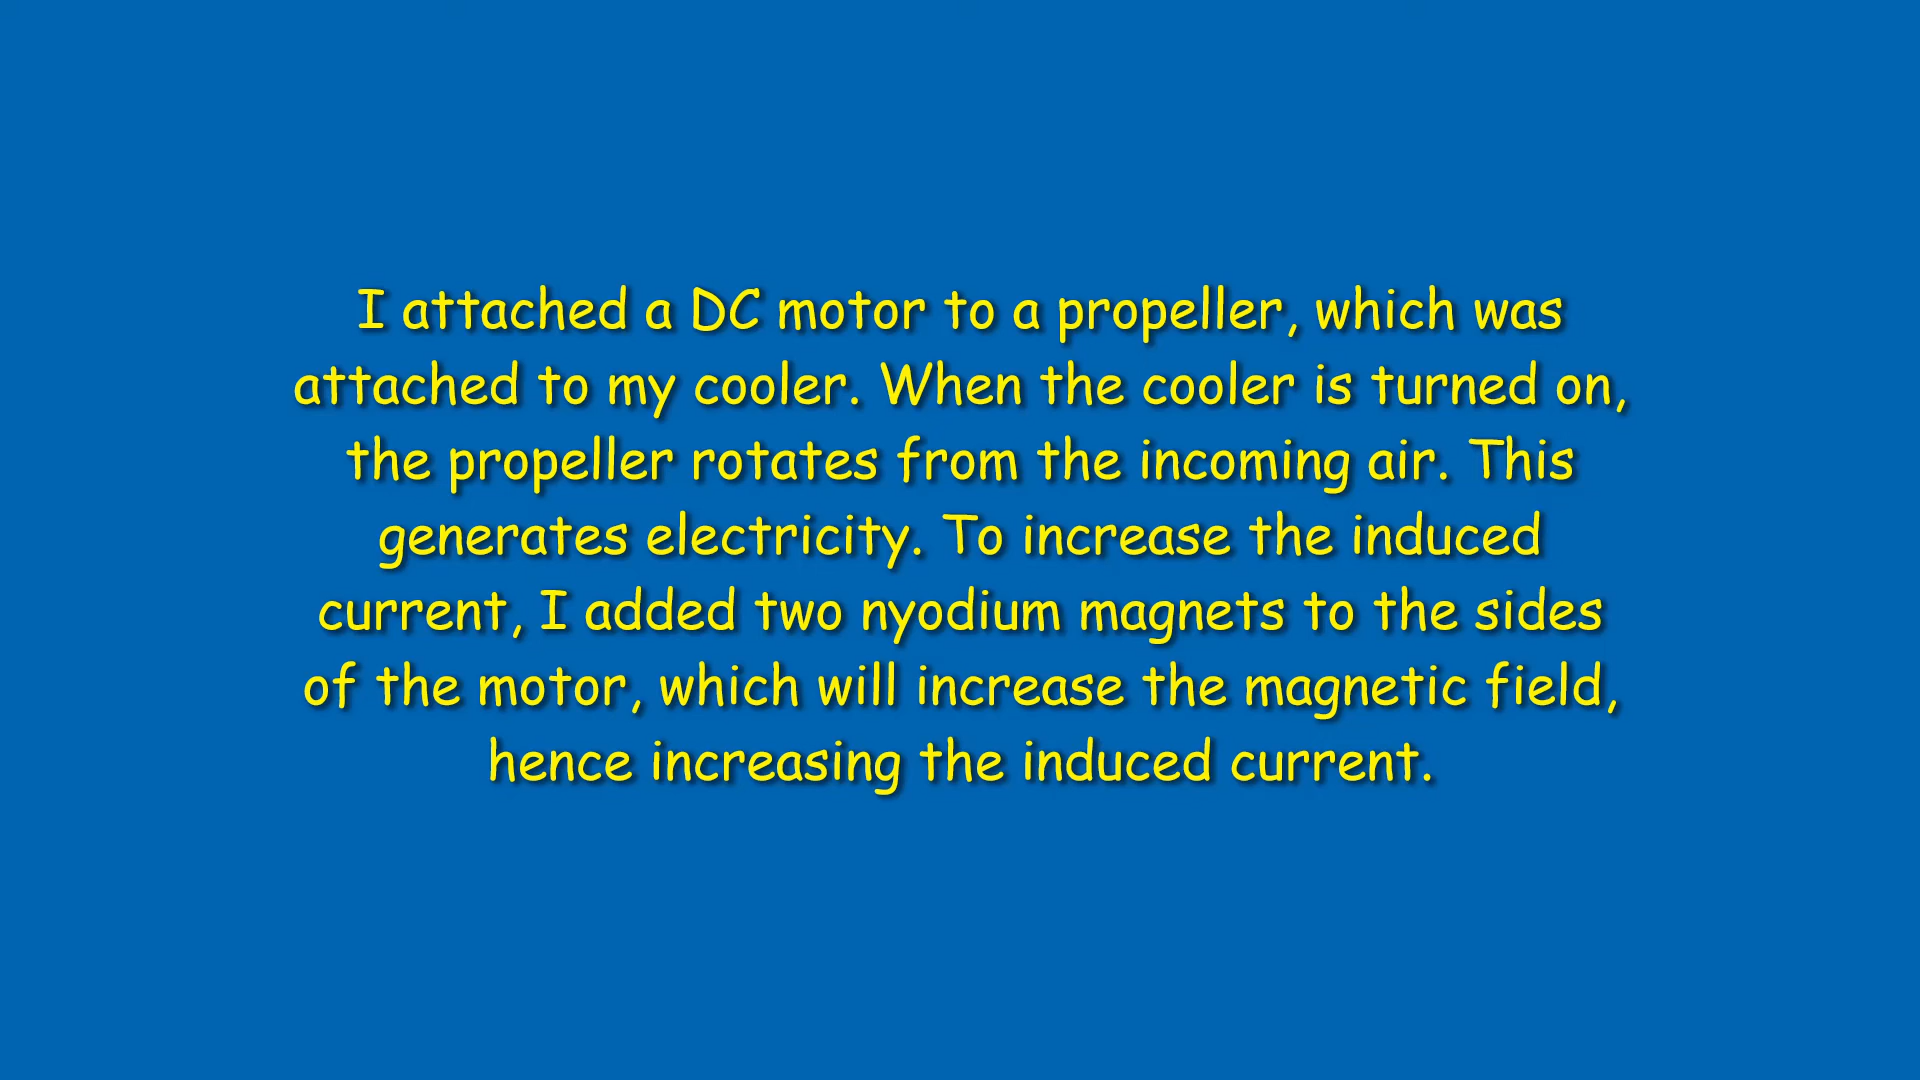 I attached a DC motor to a propeller, which was
attached to my cooler. When the cooler is turned on,
the propeller rotates from the incoming air. This
generates electricity. To increase the induced
current, I added two nyodium magnets to the sides
of the motor, which will increase the magnetic field,
hence increasing the induced current.